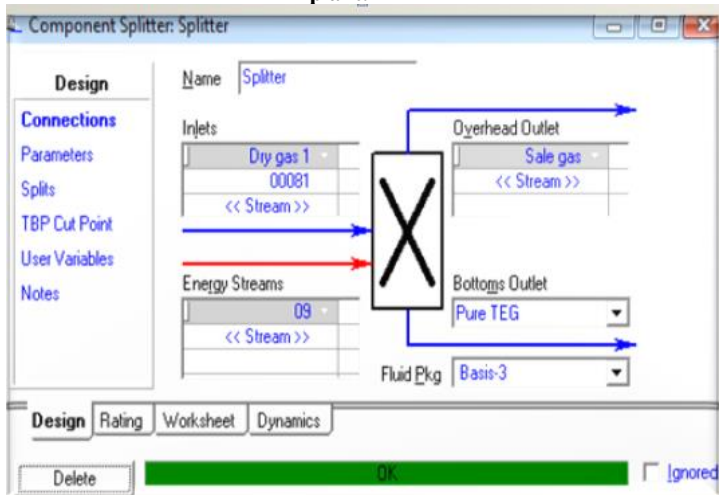 Component Splitter: Splitter
Design
Connections
Parameters
Splits
TBP Cut Point
User Variables
Notes
Name Splitter
Inlets
Dry gas 1
00081
<< Stream >>
Energy Streams
09
<< Stream >>
Overhead Outlet
Sale gas
<< Stream >>
Bottoms Outlet
Pure TEG
Fluid Pkg Basis-3
Design Rating Worksheet Dynamics
Delete OK Ignored